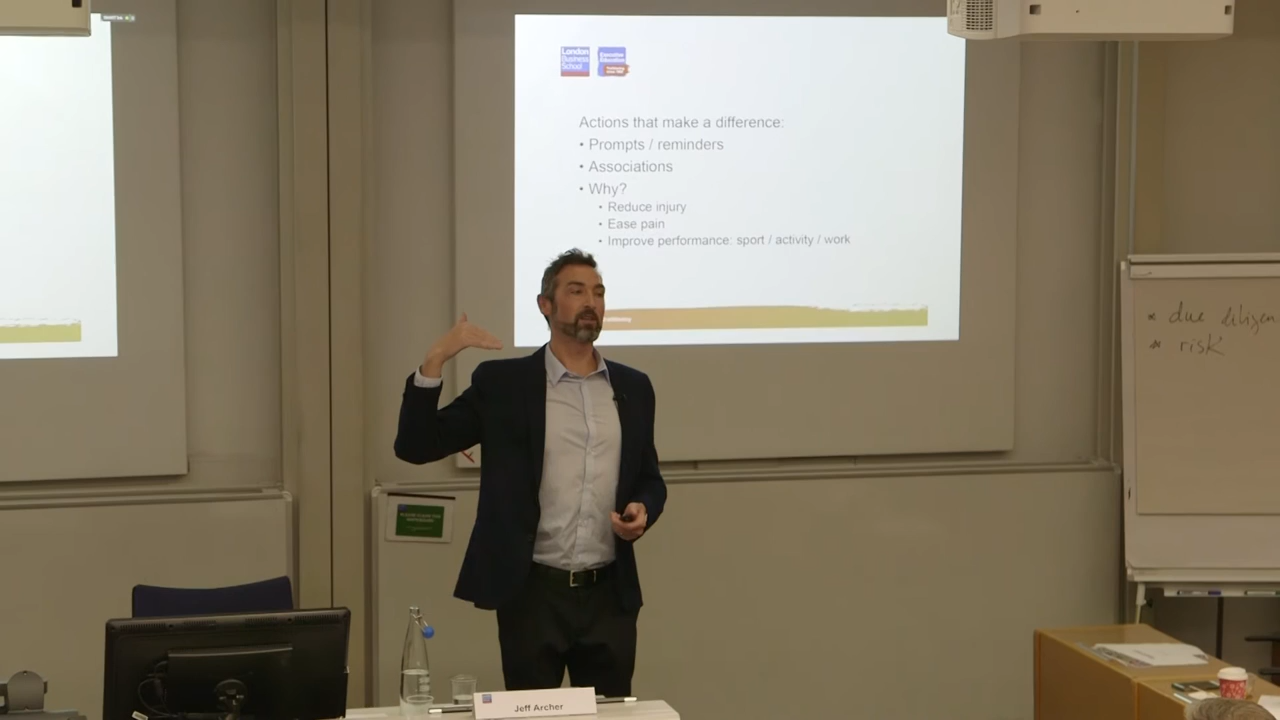 London
Business
School
Executive
Education
Actions that make a difference:
• Prompts / reminders
• Associations
• Why?
• Reduce injury
• Ease pain
• Improve performance: sport / activity / work
× due diligen
× risk
Jeff Archer